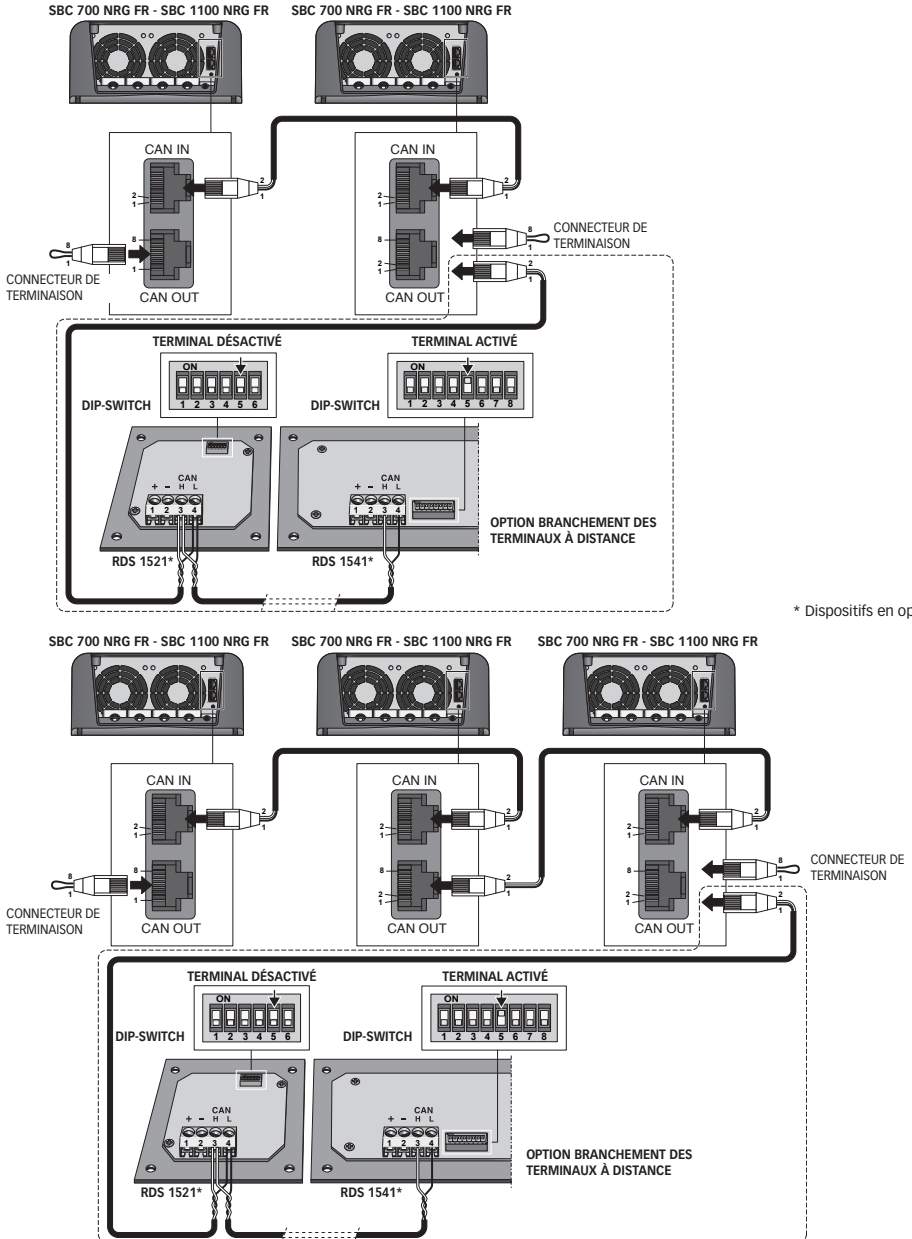 SBC 700 NRG FR - SBC 1100 NRG FR
SBC 700 NRG FR - SBC 1100 NRG FR
CAN IN
CAN IN
2
1
2
1
2
1
2
1
8
1
8
1
8
2
1
8
1
2
1
CONNECTEUR DE
TERMINAISON
CONNECTEUR DE
TERMINAISON
CAN OUT
CAN OUT
TERMINAL DÉSACTIVÉ
TERMINAL ACTIVÉ
ON
1 2 3 4 5 6
ON
1 2 3 4 5 6 7 8
DIP-SWITCH
DIP-SWITCH
CAN
+ - H L
1 2 3 4
CAN
+ - H L
1 2 3 4
OPTION BRANCHEMENT DES
TERMINAUX À DISTANCE
RDS 1521*
RDS 1541*
* Dispositifs en op
SBC 700 NRG FR - SBC 1100 NRG FR
SBC 700 NRG FR - SBC 1100 NRG FR
SBC 700 NRG FR - SBC 1100 NRG FR
CAN IN
CAN IN
CAN IN
2
1
2
1
2
1
2
1
2
1
2
1
8
1
8
1
8
2
1
2
1
8
2
1
8
1
2
1
CONNECTEUR DE
TERMINAISON
CONNECTEUR DE
TERMINAISON
CAN OUT
CAN OUT
CAN OUT
TERMINAL DÉSACTIVÉ
TERMINAL ACTIVÉ
ON
1 2 3 4 5 6
ON
1 2 3 4 5 6 7 8
DIP-SWITCH
DIP-SWITCH
CAN
+ - H L
1 2 3 4
CAN
+ - H L
1 2 3 4
OPTION BRANCHEMENT DES
TERMINAUX À DISTANCE
RDS 1521*
RDS 1541*